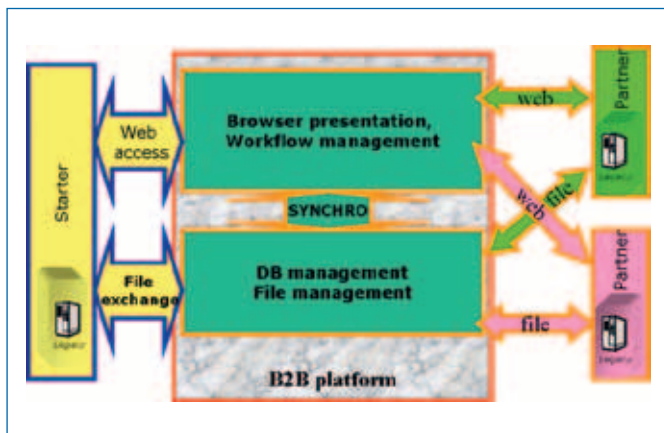 Starter
Web
access
File
exchange
Browser presentation,
Workflow management
SYNCHRO
DB management
File management
B2B platform
web
file
web
file
Partner
Partner